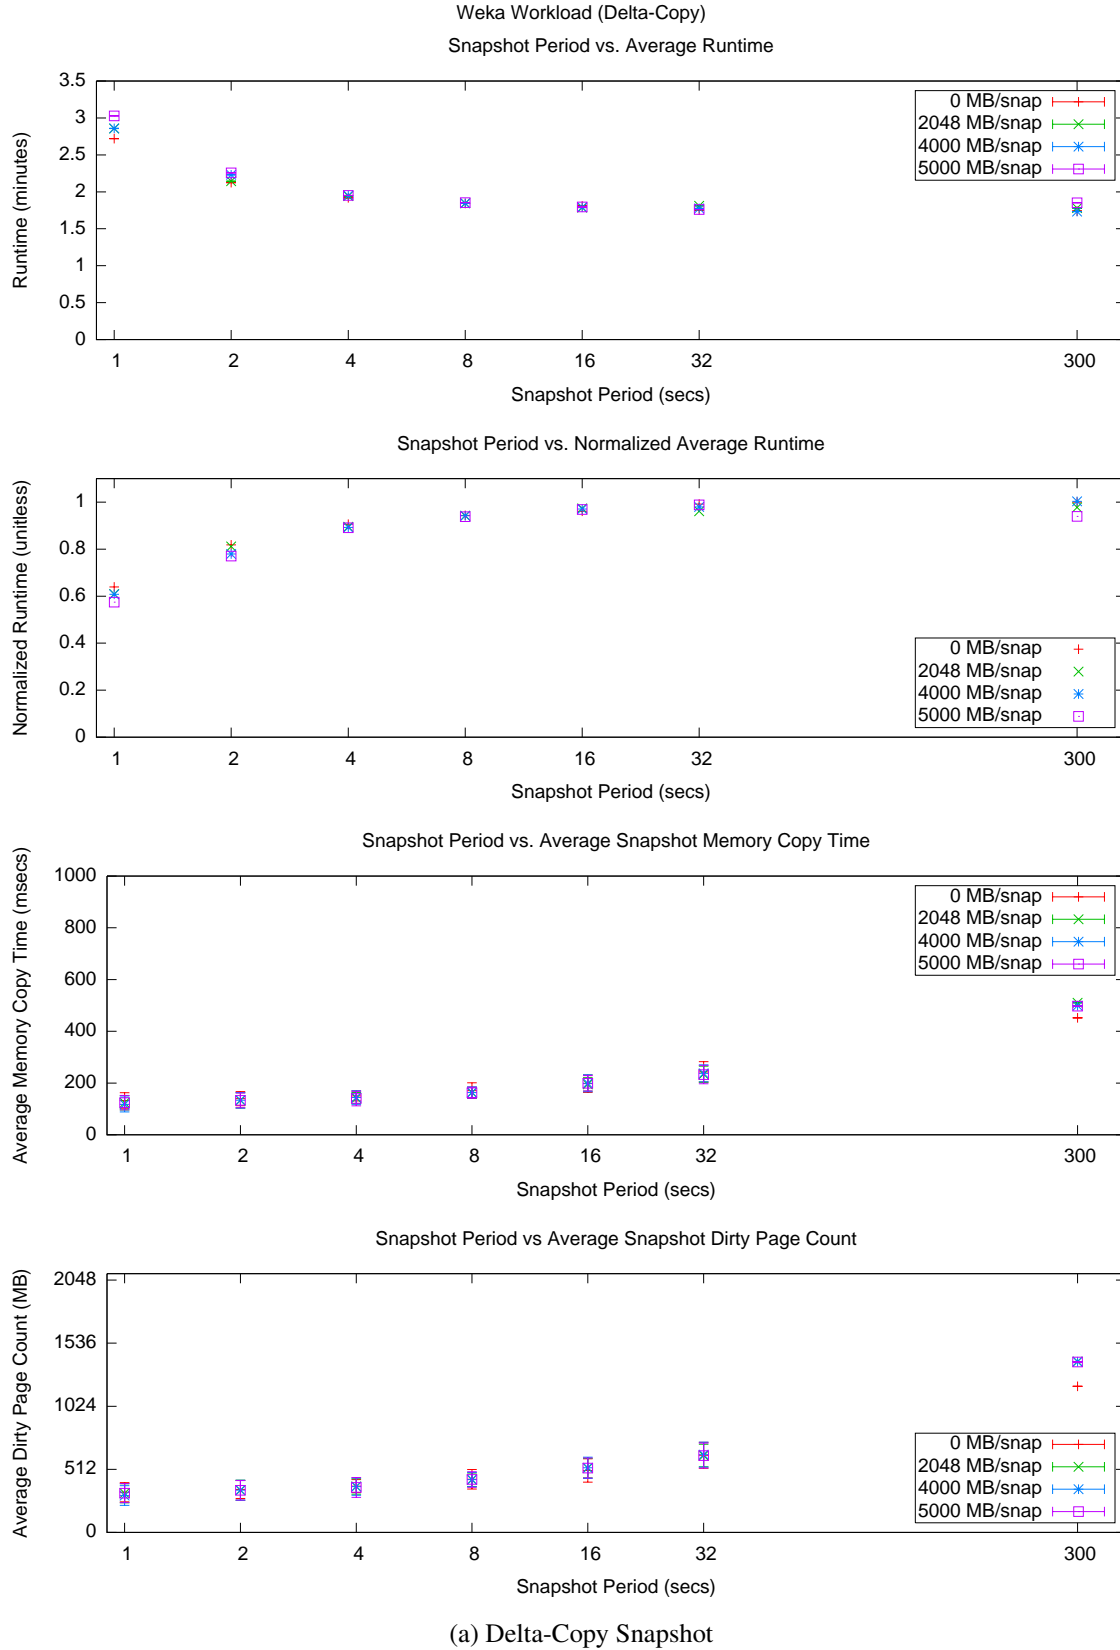 Weka Workload (Delta-Copy)
Snapshot Period vs. Average Runtime
3.5
3
2.5
2
1.5
1
0.5
0
Runtime (minutes)
0 MB/snap
2048 MB/snap
4000 MB/snap
5000 MB/snap
1 2 4 8 16 32 300
Snapshot Period (secs)
Snapshot Period vs. Normalized Average Runtime
1
0.8
0.6
0.4
0.2
0
Normalized Runtime (unitless)
0 MB/snap
2048 MB/snap
4000 MB/snap
5000 MB/snap
1 2 4 8 16 32 300
Snapshot Period (secs)
Snapshot Period vs. Average Snapshot Memory Copy Time
1000
800
600
400
200
0
Average Memory Copy Time (msecs)
0 MB/snap
2048 MB/snap
4000 MB/snap
5000 MB/snap
1 2 4 8 16 32 300
Snapshot Period (secs)
Snapshot Period vs Average Snapshot Dirty Page Count
2048
1536
1024
512
0
Average Dirty Page Count (MB)
0 MB/snap
2048 MB/snap
4000 MB/snap
5000 MB/snap
1 2 4 8 16 32 300
Snapshot Period (secs)
(a) Delta-Copy Snapshot